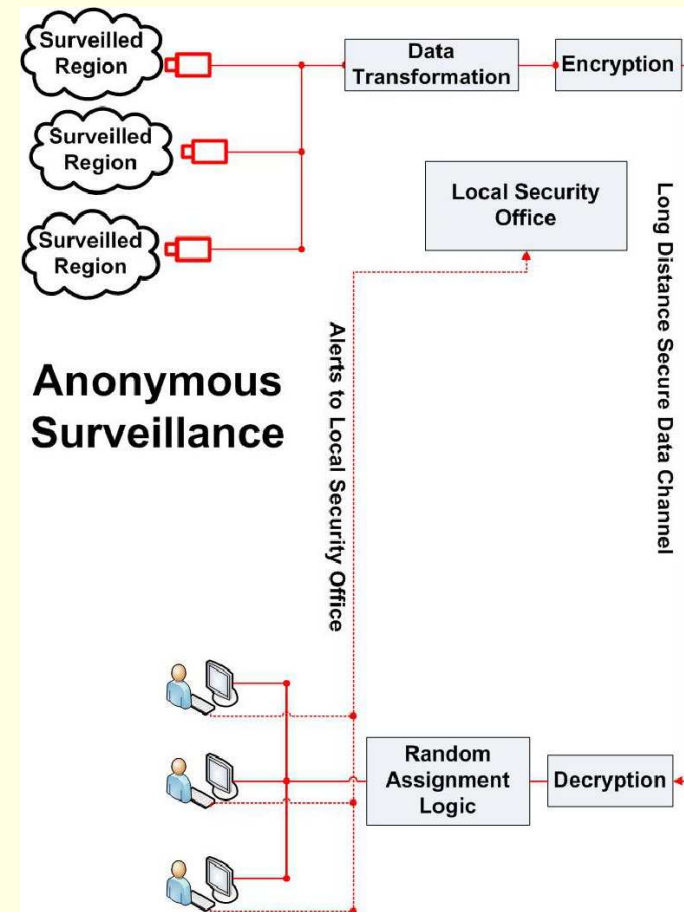 Surveilled
Region
Data
Transformation
Encryption
Surveilled
Region
Local Security
Office
Surveilled
Region
Long Distance Secure Data Channel
Alerts to Local Security Office
Anonymous
Surveillance
Random
Assignment
Logic
Decryption